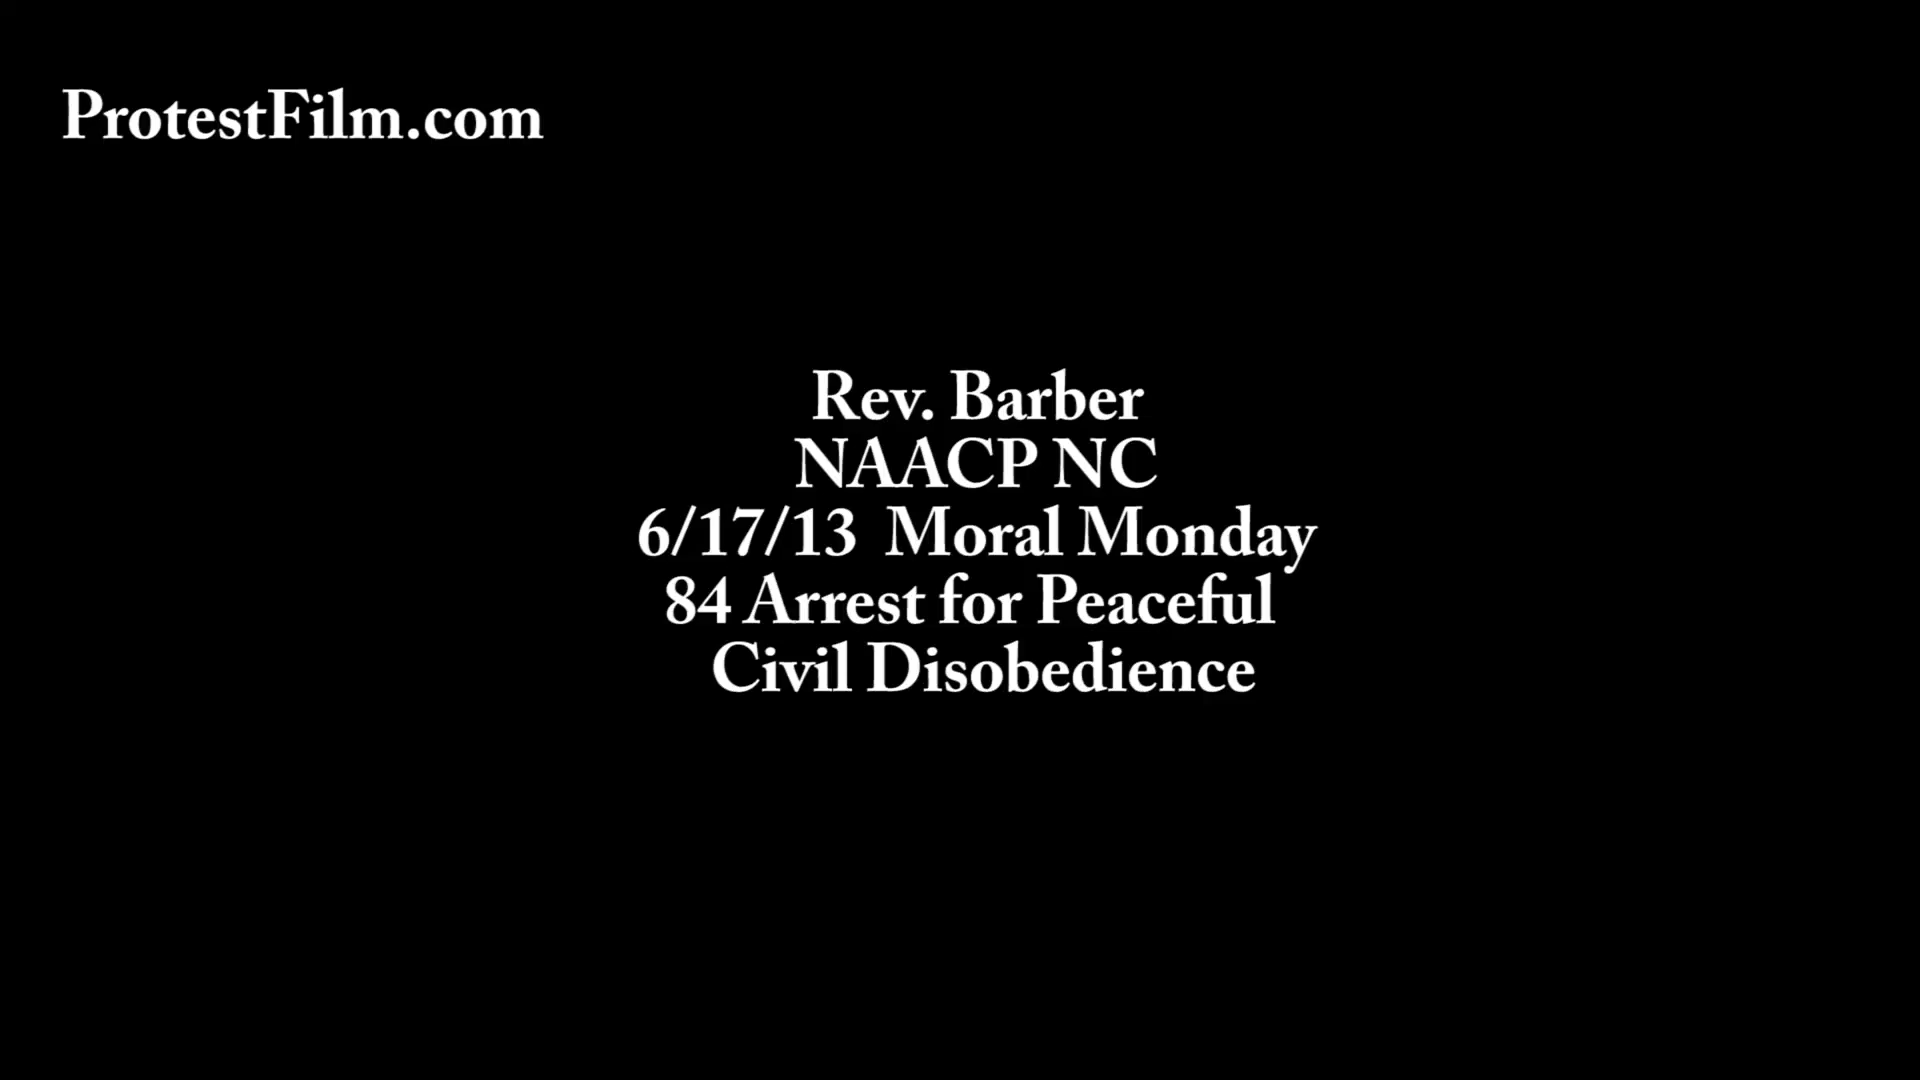 ProtestFilm.com
Rev. Barber
NAACP NC
6/17/13  Moral Monday
84 Arrest for Peaceful
Civil Disobedience